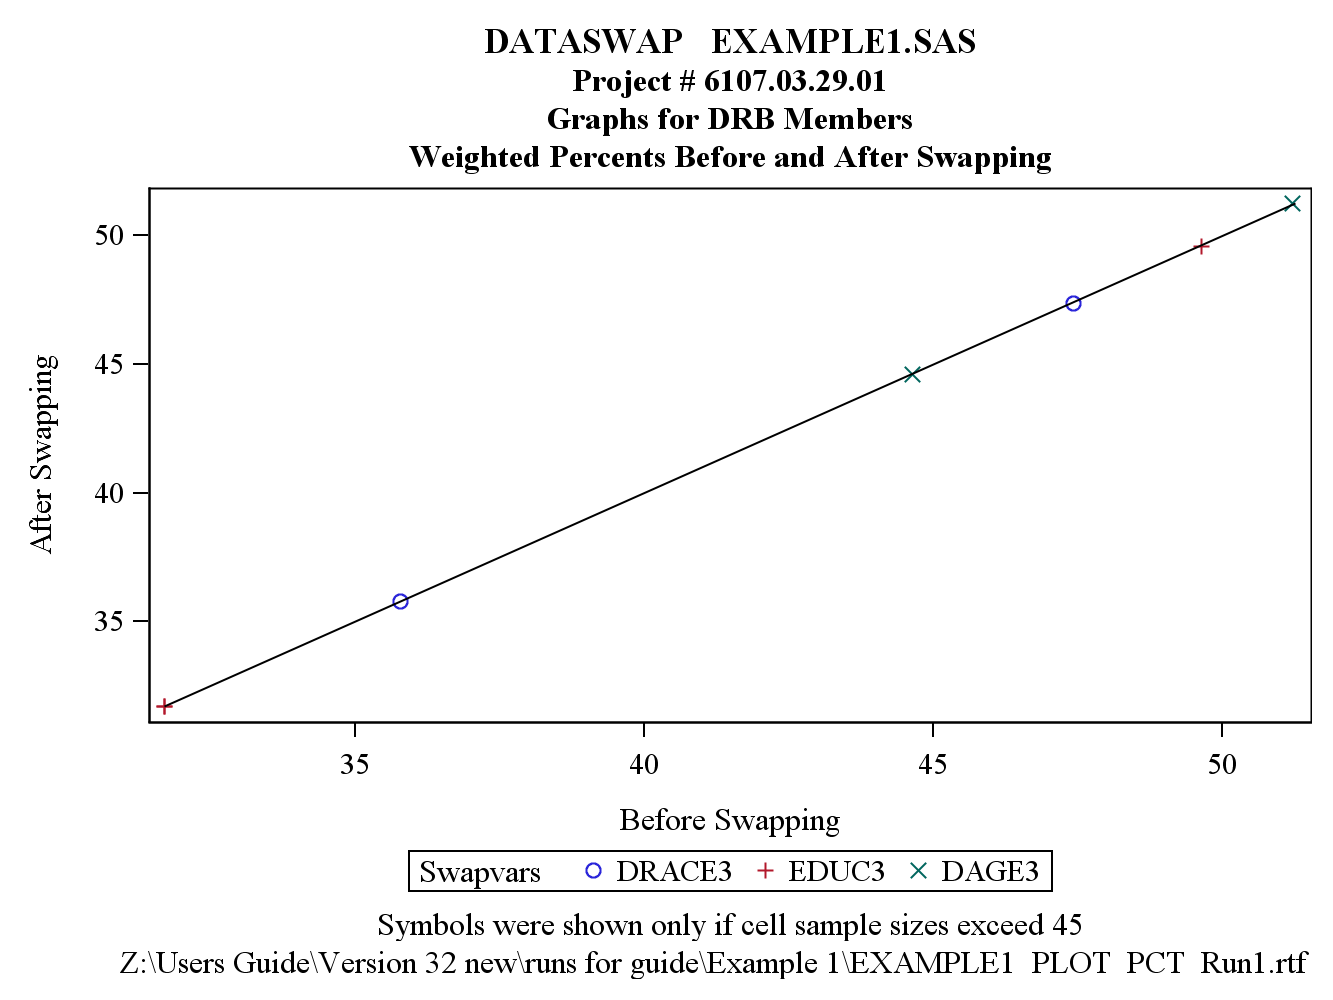 DATASWAP EXAMPLE1.SAS
Project # 6107.03.29.01
Graphs for DRB Members
Weighted Percents Before and After Swapping
50
45
40
35
After Swapping
35 40 45 50
Before Swapping
Swapvars DRACE3 EDUC3 DAGE3
Symbols were shown only if cell sample sizes exceed 45
Z:\Users Guide\Version 32 new\runs for guide\Example 1\EXAMPLE1 PLOT PCT Run1.rtf